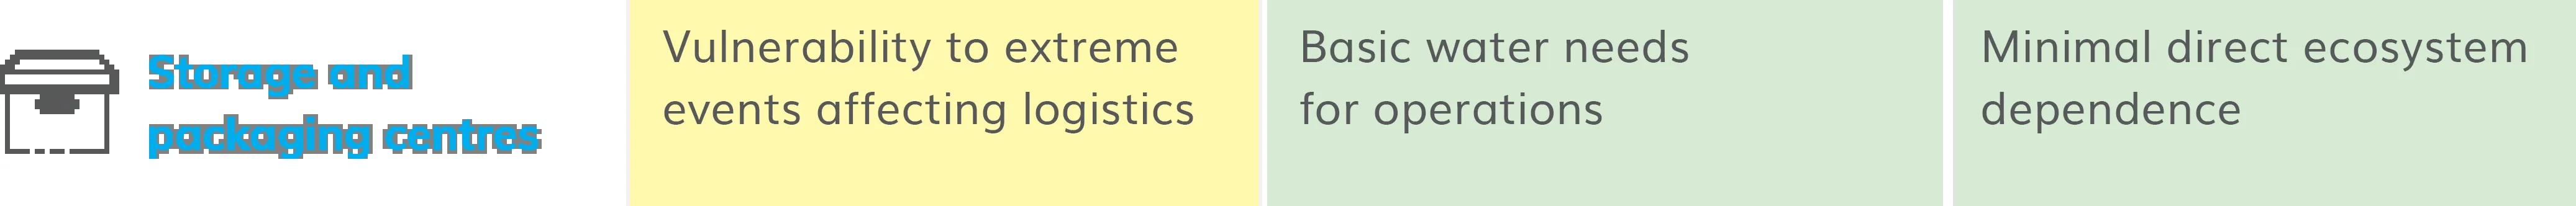 Storage and
packaging centres
Vulnerability to extreme
events affecting logistics
Basic water needs
for operations
Minimal direct ecosystem
dependence